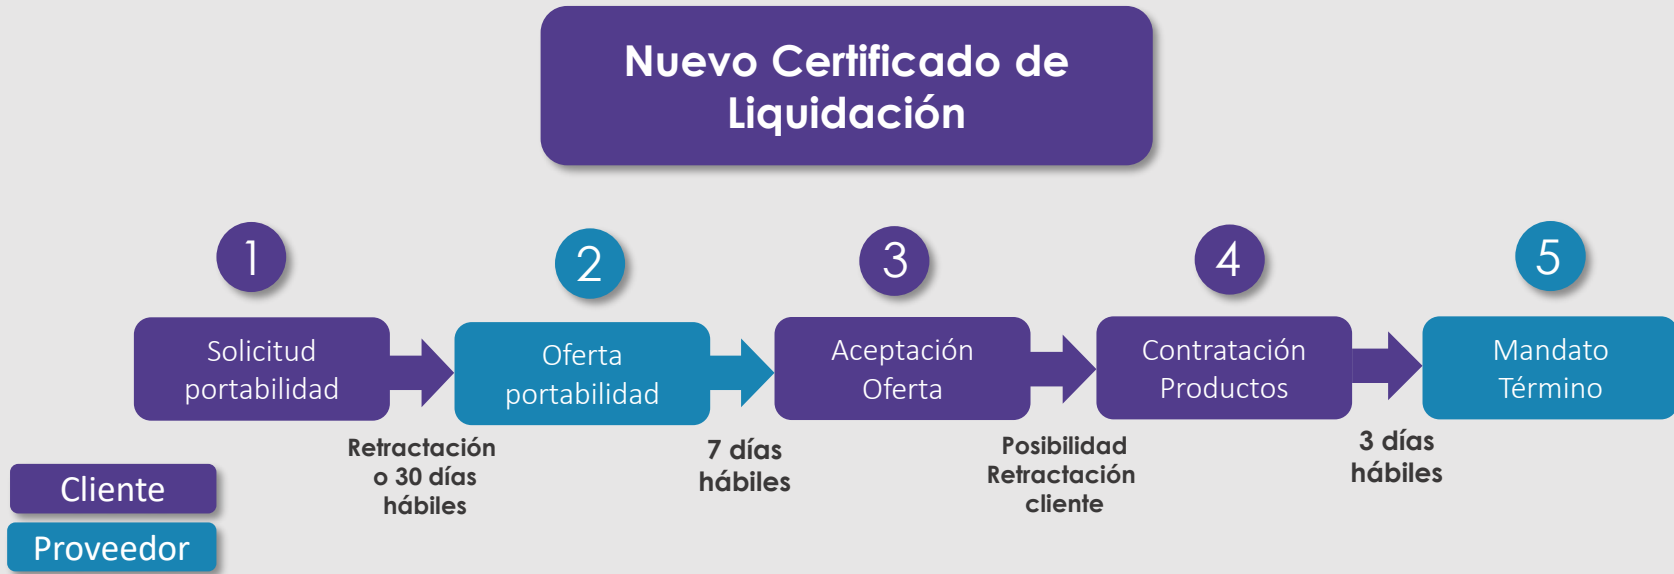 Nuevo Certificado de
Liquidación
1
2
3
4
5
Solicitud
portabilidad
Oferta
portabilidad
Aceptación
Oferta
Contratación
Productos
Mandato
Término
Retractación
o 30 días
hábiles
7 días
hábiles
Posibilidad
Retractación
cliente
3 días
hábiles
Cliente
Proveedor